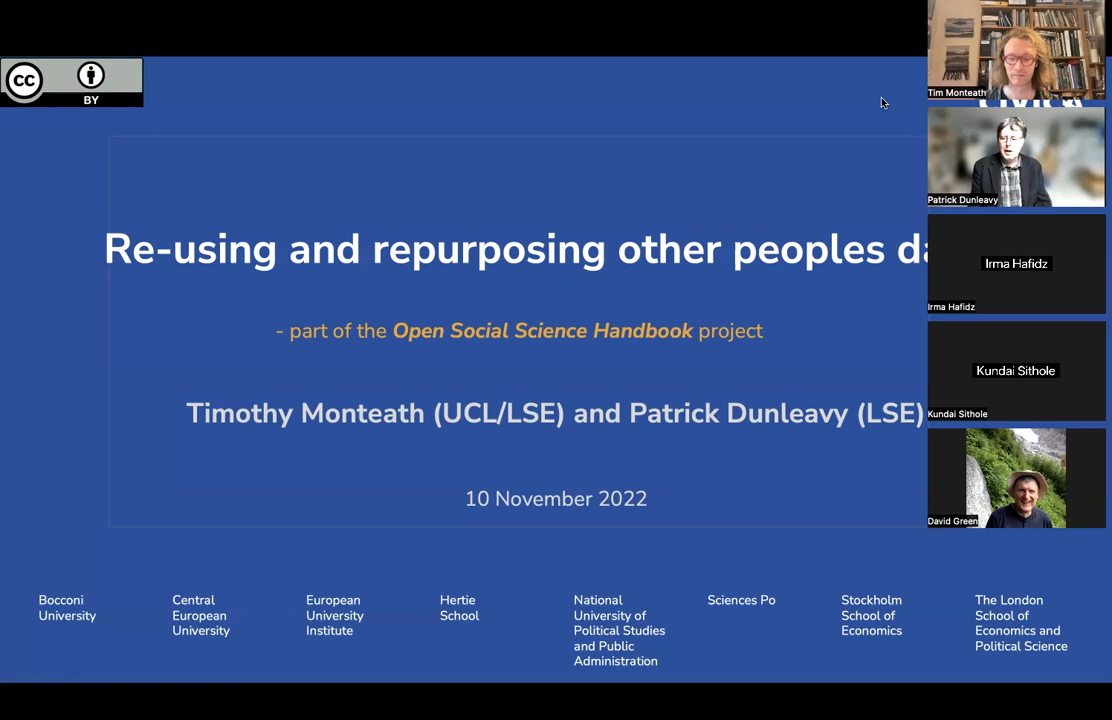 cc
BY
Tim Monteath
Patrick Dunleavy
Irma Hafidz
Irma Hafidz
Kundai Sithole
Kundai Sithole
David Green
Re-using and repurposing other peoples
- part of the Open Social Science Handbook project
Timothy Monteath (UCL/LSE) and Patrick Dunleavy (LSE)
10 November 2022
Bocconi
University
Central
European
University
European
University
Institute
Hertie
School
National
University of
Political Studies
and Public
Administration
Sciences Po
Stockholm
School of
Economics
The London
School of
Economics and
Political Science